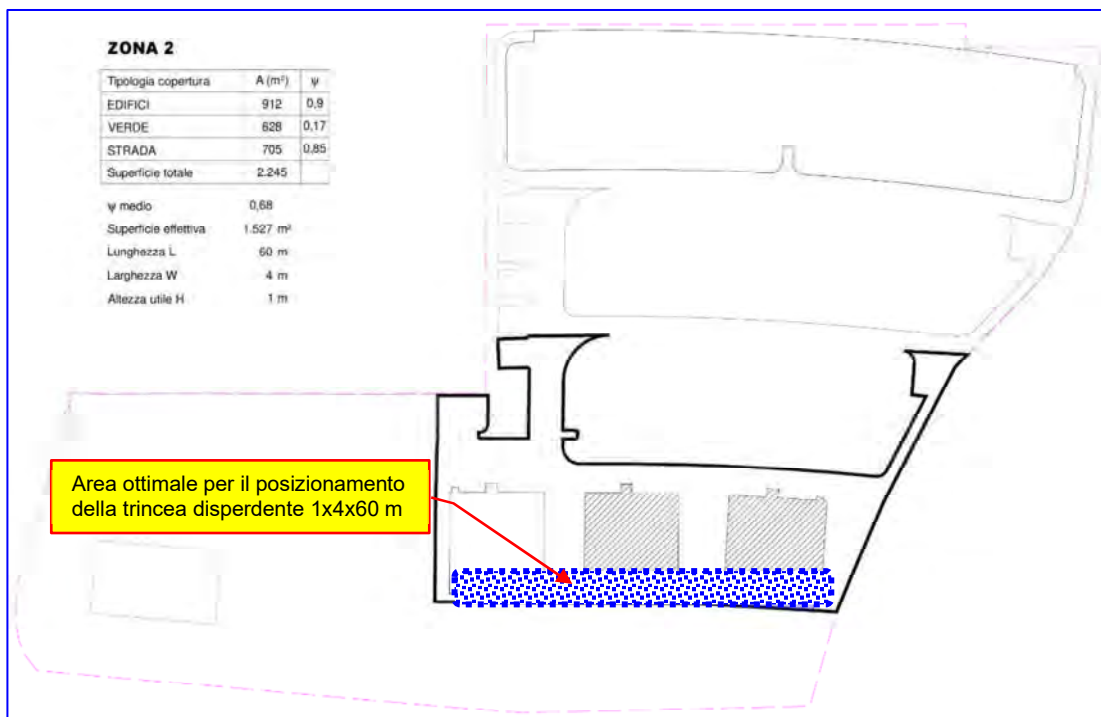 ZONA 2
Tipologia copertura A (m²) ψ
EDIFICI 912 0,9
VERDE 628 0,17
STRADA 705 0,85
Superficie totale 2.245
ψ medio 0,68
Superficie effettiva 1.527 m²
Lunghezza L 60 m
Larghezza W 4 m
Altezza utile H 1 m
Area ottimale per il posizionamento
della trincea disperdente 1x4x60 m